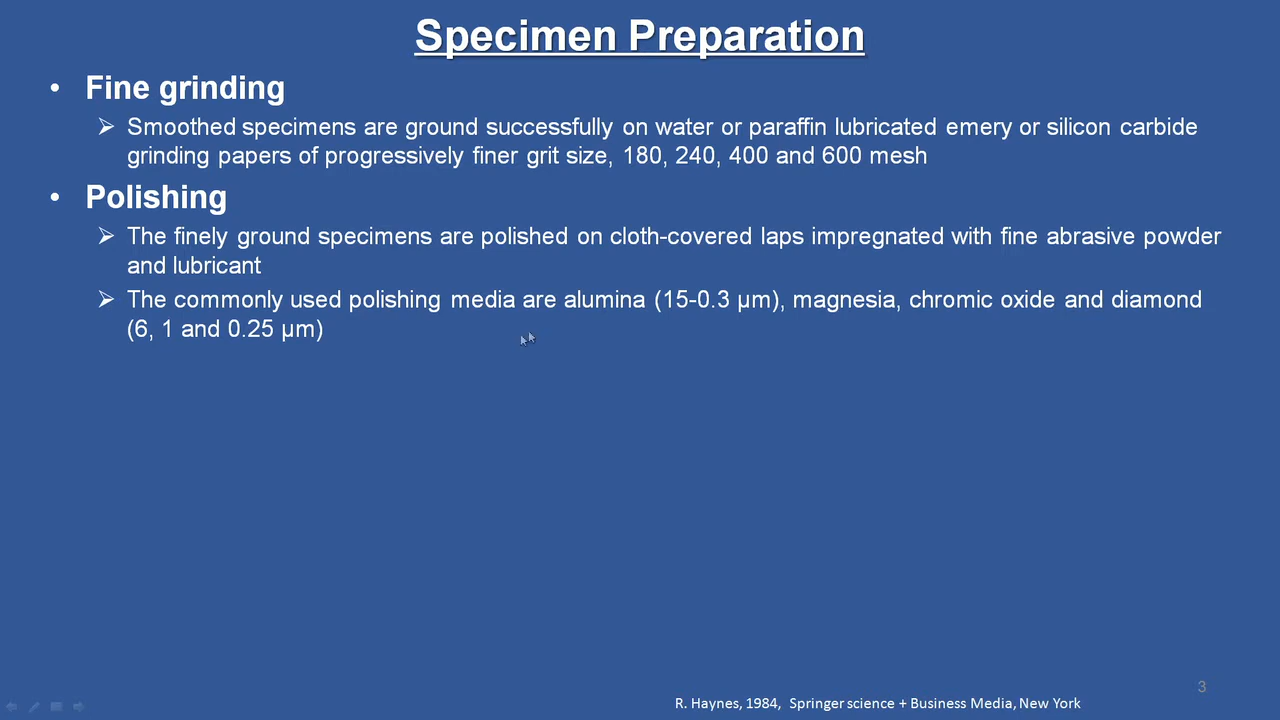 Specimen Preparation
• Fine grinding
➢ Smoothed specimens are ground successfully on water or paraffin lubricated emery or silicon carbide
grinding papers of progressively finer grit size, 180, 240, 400 and 600 mesh
• Polishing
➢ The finely ground specimens are polished on cloth-covered laps impregnated with fine abrasive powder
and lubricant
➢ The commonly used polishing media are alumina (15-0.3 µm), magnesia, chromic oxide and diamond
(6, 1 and 0.25 µm)
3
R. Haynes, 1984, Springer science + Business Media, New York